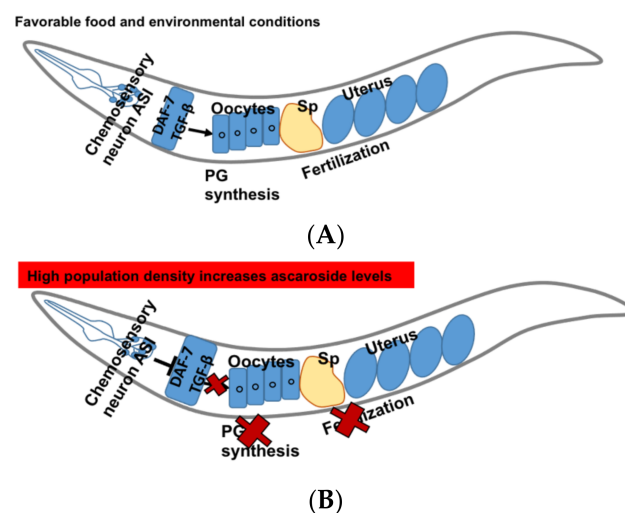 Favorable food and environmental conditions
Chemosensory
neuron ASI
DAF-7
TGF-β
Oocytes
Sp
Uterus
PG
synthesis
Fertilization
(A)
High population density increases ascaroside levels
Chemosensory
neuron ASI
DAF-7
TGF-β
Oocytes
Sp
Uterus
PG
synthesis
Fertilization
(B)